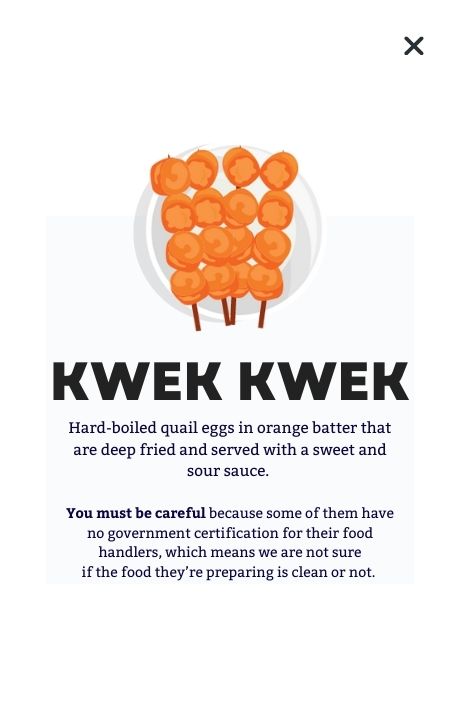 KWEK KWEK
Hard-boiled quail eggs in orange batter that
are deep fried and served with a sweet and
sour sauce.
You must be careful because some of them have
no government certification for their food
handlers, which means we are not sure
if the food they’re preparing is clean or not.